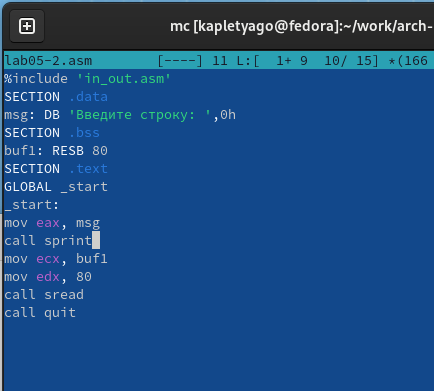 mc [kapletyago@fedora]:~/work/arch-
lab05-2.asm [----] 11 L:[ 1+ 9 10/ 15] *(166
%include 'in_out.asm'
SECTION .data
msg: DB 'Введите строку: ',0h
SECTION .bss
buf1: RESB 80
SECTION .text
GLOBAL _start
_start:
mov eax, msg
call sprint
mov ecx, buf1
mov edx, 80
call sread
call quit